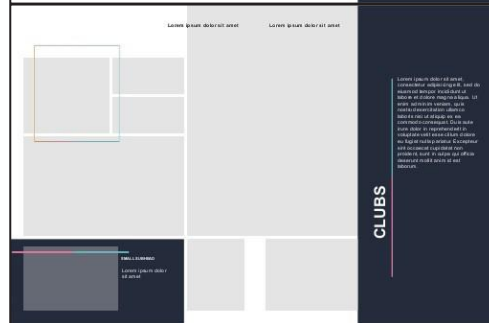 Lorem ipsum dolor sit amet
Lorem ipsum dolor sit amet
Lorem ipsum dolor sit amet,
consectetur adipiscing elit, sed do
eiusmod tempor incididunt ut
labore et dolore magna aliqua. Ut
enim ad minim veniam, quis
nostrud exercitation ullamco
laboris nisi ut aliquip ex ea
commodo consequat. Duis aute
irure dolor in reprehenderit in
voluptate velit esse cillum dolore
eu fugiat nulla pariatur. Excepteur
sint occaecat cupidatat non
proident, sunt in culpa qui officia
deserunt mollit anim id est
laborum.
CLUBS
SMALL SUBHEAD
Lorem ipsum dolor
sit amet